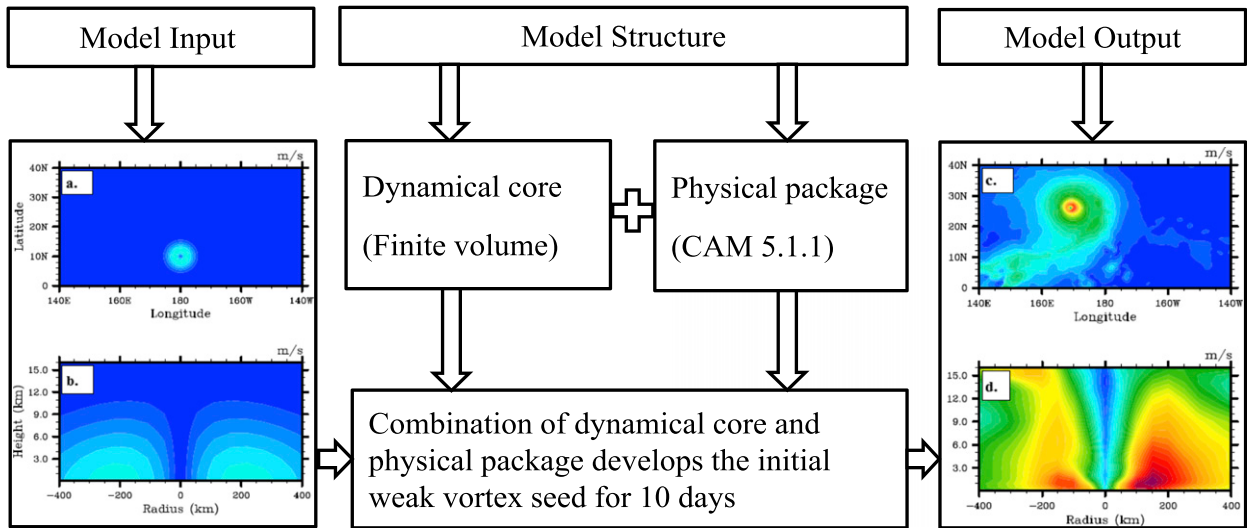 Model Input
Model Structure
Model Output
m/s
a.
40N
30N
20N
10N
0
Latitude
140E 160E 180 160W 140W
Longitude
m/s
b.
15.0
12.0
9.0
6.0
3.0
Height (km)
−400 −200 0 200 400
Radius (km)
Dynamical core
(Finite volume)
Physical package
(CAM 5.1.1)
Combination of dynamical core and
physical package develops the initial
weak vortex seed for 10 days
m/s
c.
40N
30N
20N
10N
0
140E 160E 180 160W 140W
Longitude
m/s
d.
15.0
12.0
9.0
6.0
3.0
−400 −200 0 200 400
Radius (km)